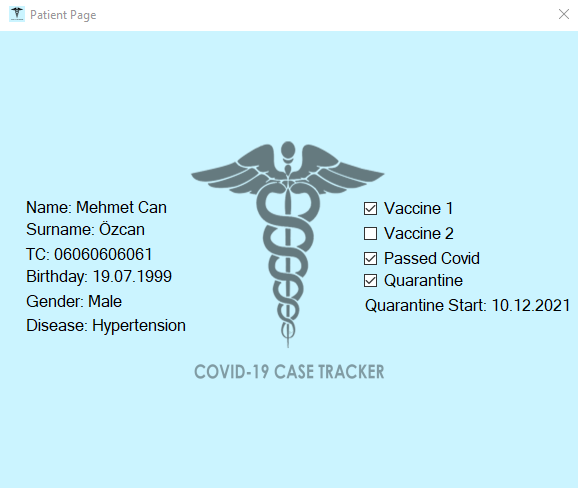 Patient Page
Name: Mehmet Can
Surname: Özcan
TC: 06060606061
Birthday: 19.07.1999
Gender: Male
Disease: Hypertension
Vaccine 1
Vaccine 2
Passed Covid
Quarantine
Quarantine Start: 10.12.2021
COVID-19 CASE TRACKER